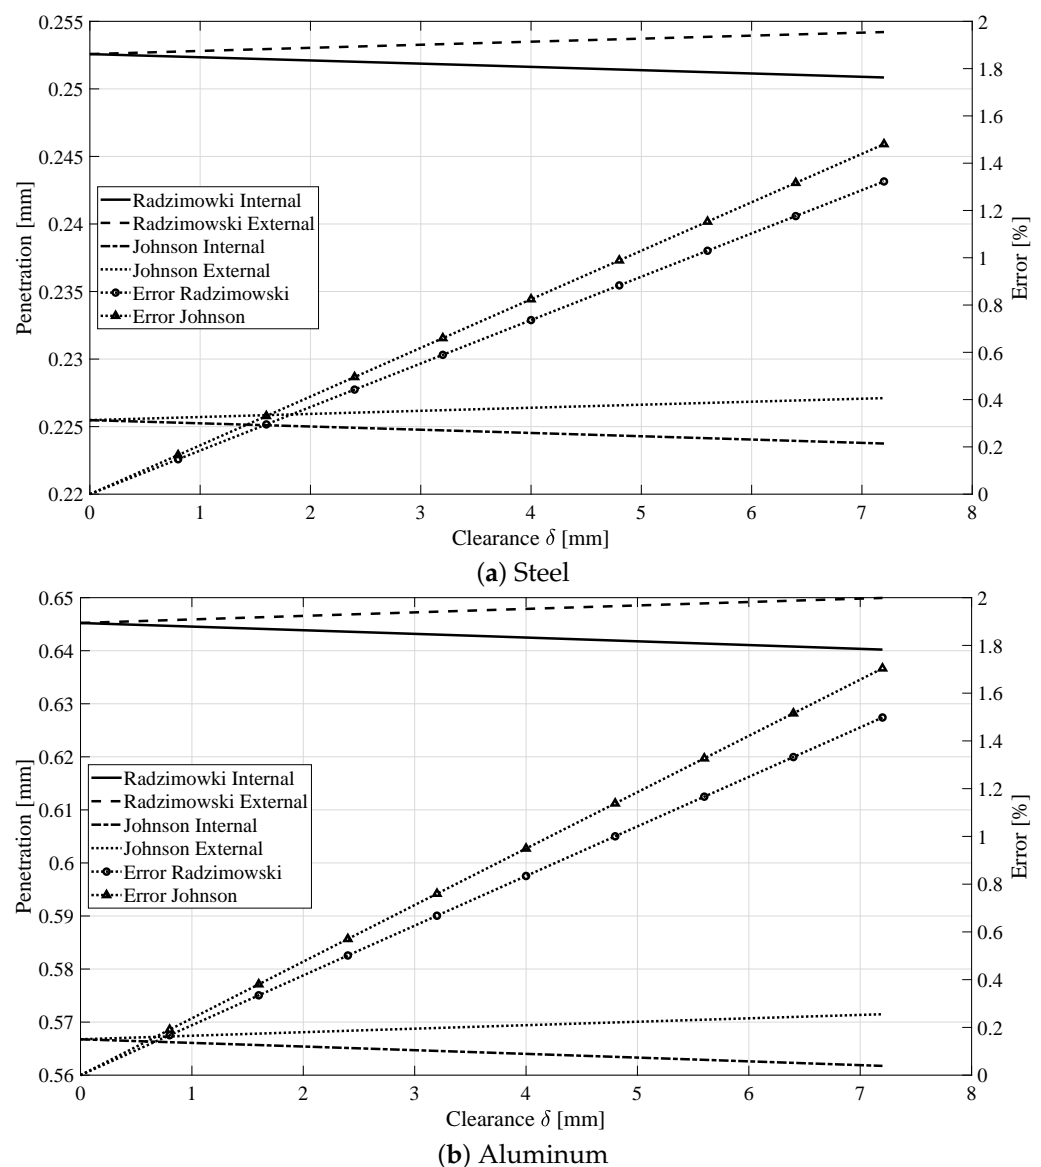 0.255
0.25
0.245
0.24
0.235
0.23
0.225
0.22
Penetration [mm]
2
1.8
1.6
1.4
1.2
1
0.8
0.6
0.4
0.2
0
Error [%]
Radzimowki Internal
Radzimowski External
Johnson Internal
Johnson External
Error Radzimowski
Error Johnson
0 1 2 3 4 5 6 7 8
Clearance δ [mm]
(a) Steel
0.65
0.64
0.63
0.62
0.61
0.6
0.59
0.58
0.57
0.56
Penetration [mm]
2
1.8
1.6
1.4
1.2
1
0.8
0.6
0.4
0.2
0
Error [%]
Radzimowki Internal
Radzimowski External
Johnson Internal
Johnson External
Error Radzimowski
Error Johnson
0 1 2 3 4 5 6 7 8
Clearance δ [mm]
(b) Aluminum